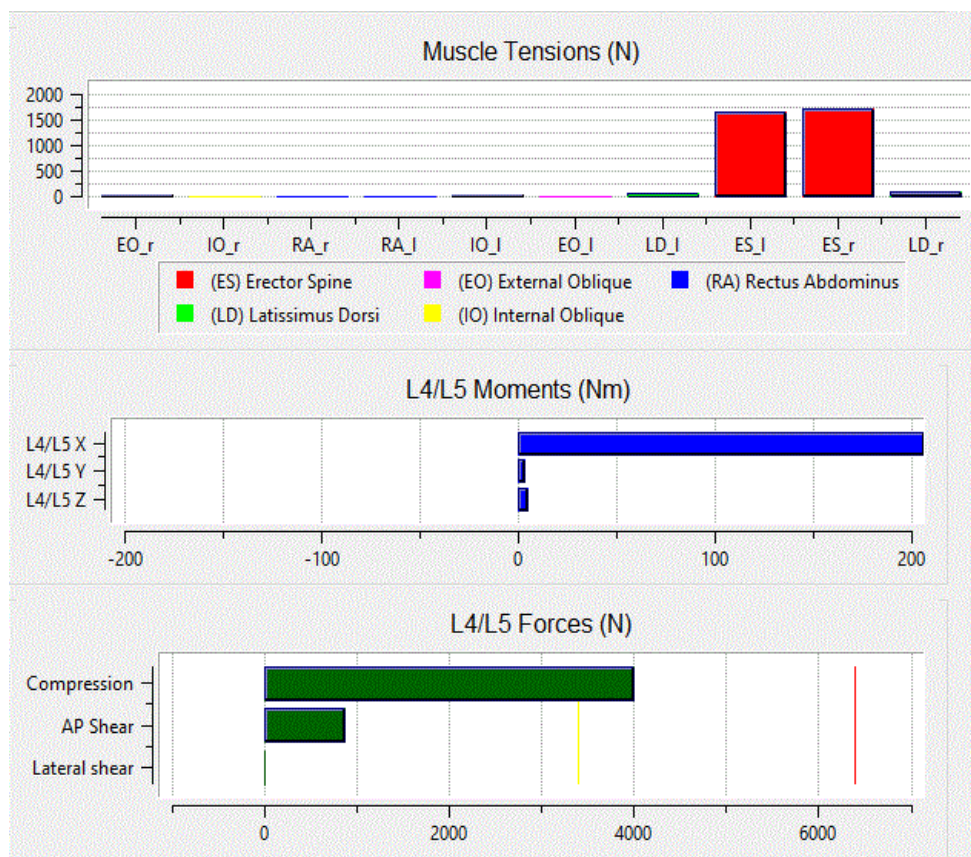 Muscle Tensions (N)
2000
1500
1000
500
0
EO_r IO_r RA_r RA_l IO_l EO_l LD_l ES_l ES_r LD_r
(ES) Erector Spine (EO) External Oblique (RA) Rectus Abdominus
(LD) Latissimus Dorsi (IO) Internal Oblique
L4/L5 Moments (Nm)
L4/L5 X
L4/L5 Y
L4/L5 Z
-200 -100 0 100 200
L4/L5 Forces (N)
Compression
AP Shear
Lateral shear
0 2000 4000 6000